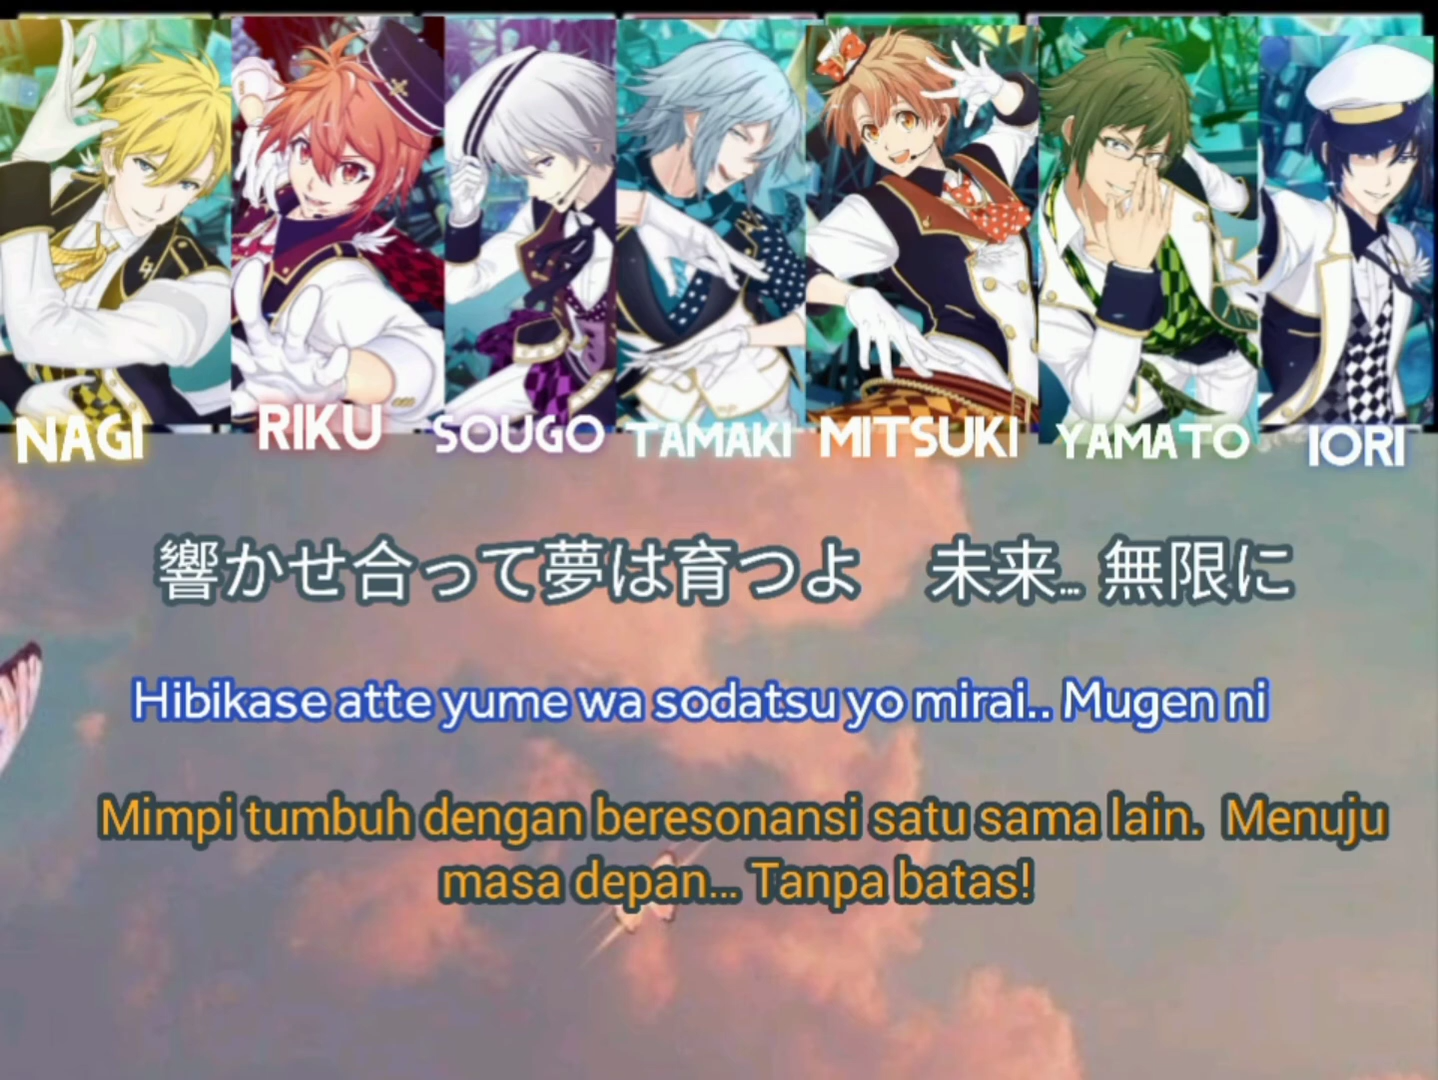 NAGI RIKU SOUGO TAMAKI MITSUKI YAMATO IORI
響かせ合って夢は育つよ　未来... 無限に
Hibikase atte yume wa sodatsu yo mirai.. Mugen ni
Mimpi tumbuh dengan beresonansi satu sama lain. Menuju
masa depan... Tanpa batas!